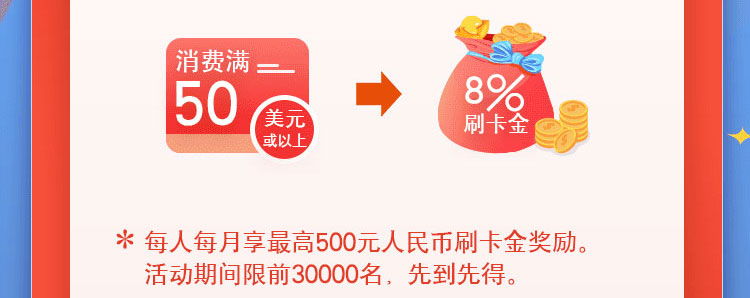 消费满
50
美元
或以上
8%
刷卡金
* 每人每月享最高500元人民币刷卡金奖励。
活动期间限前30000名，先到先得。